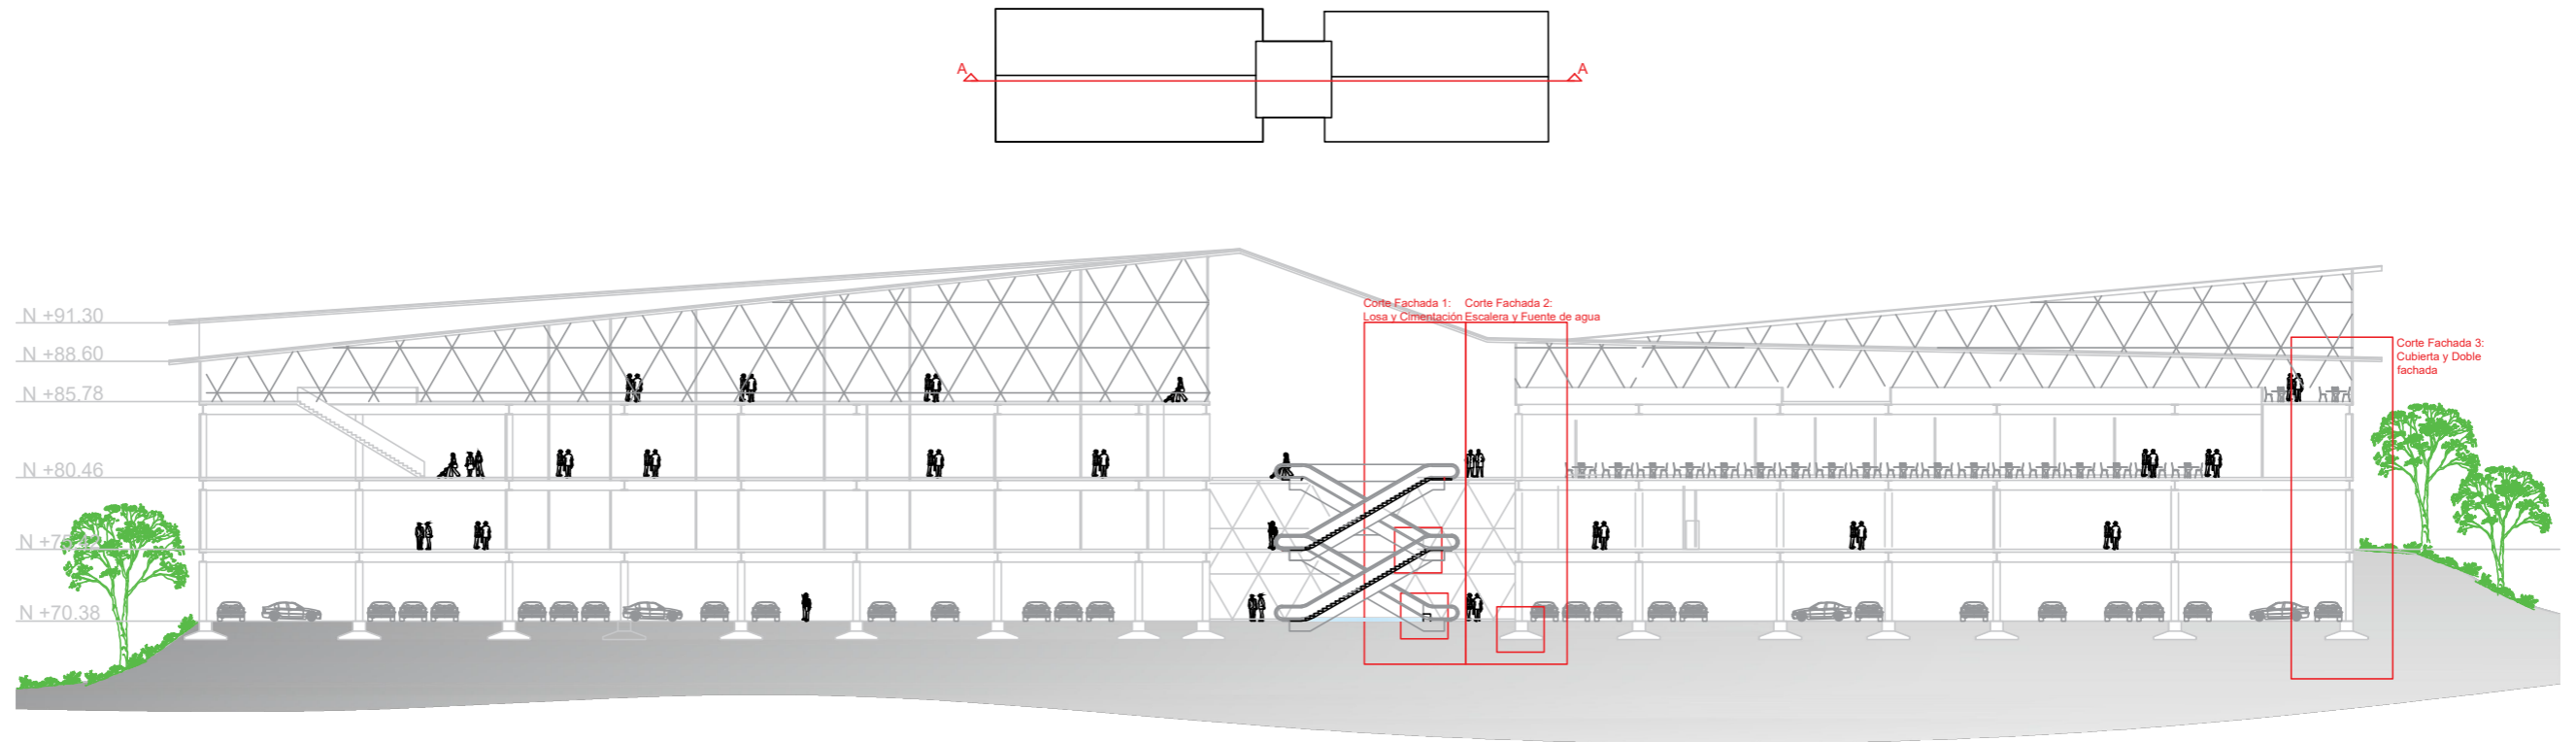 A
A
Corte Fachada 1:
Losa y Cimentación
Corte Fachada 2:
Escalera y Fuente de agua
N +91.30
Corte Fachada 3:
Cubierta y Doble
fachada
N +88.60
N +85.78
N +80.46
N +70.38